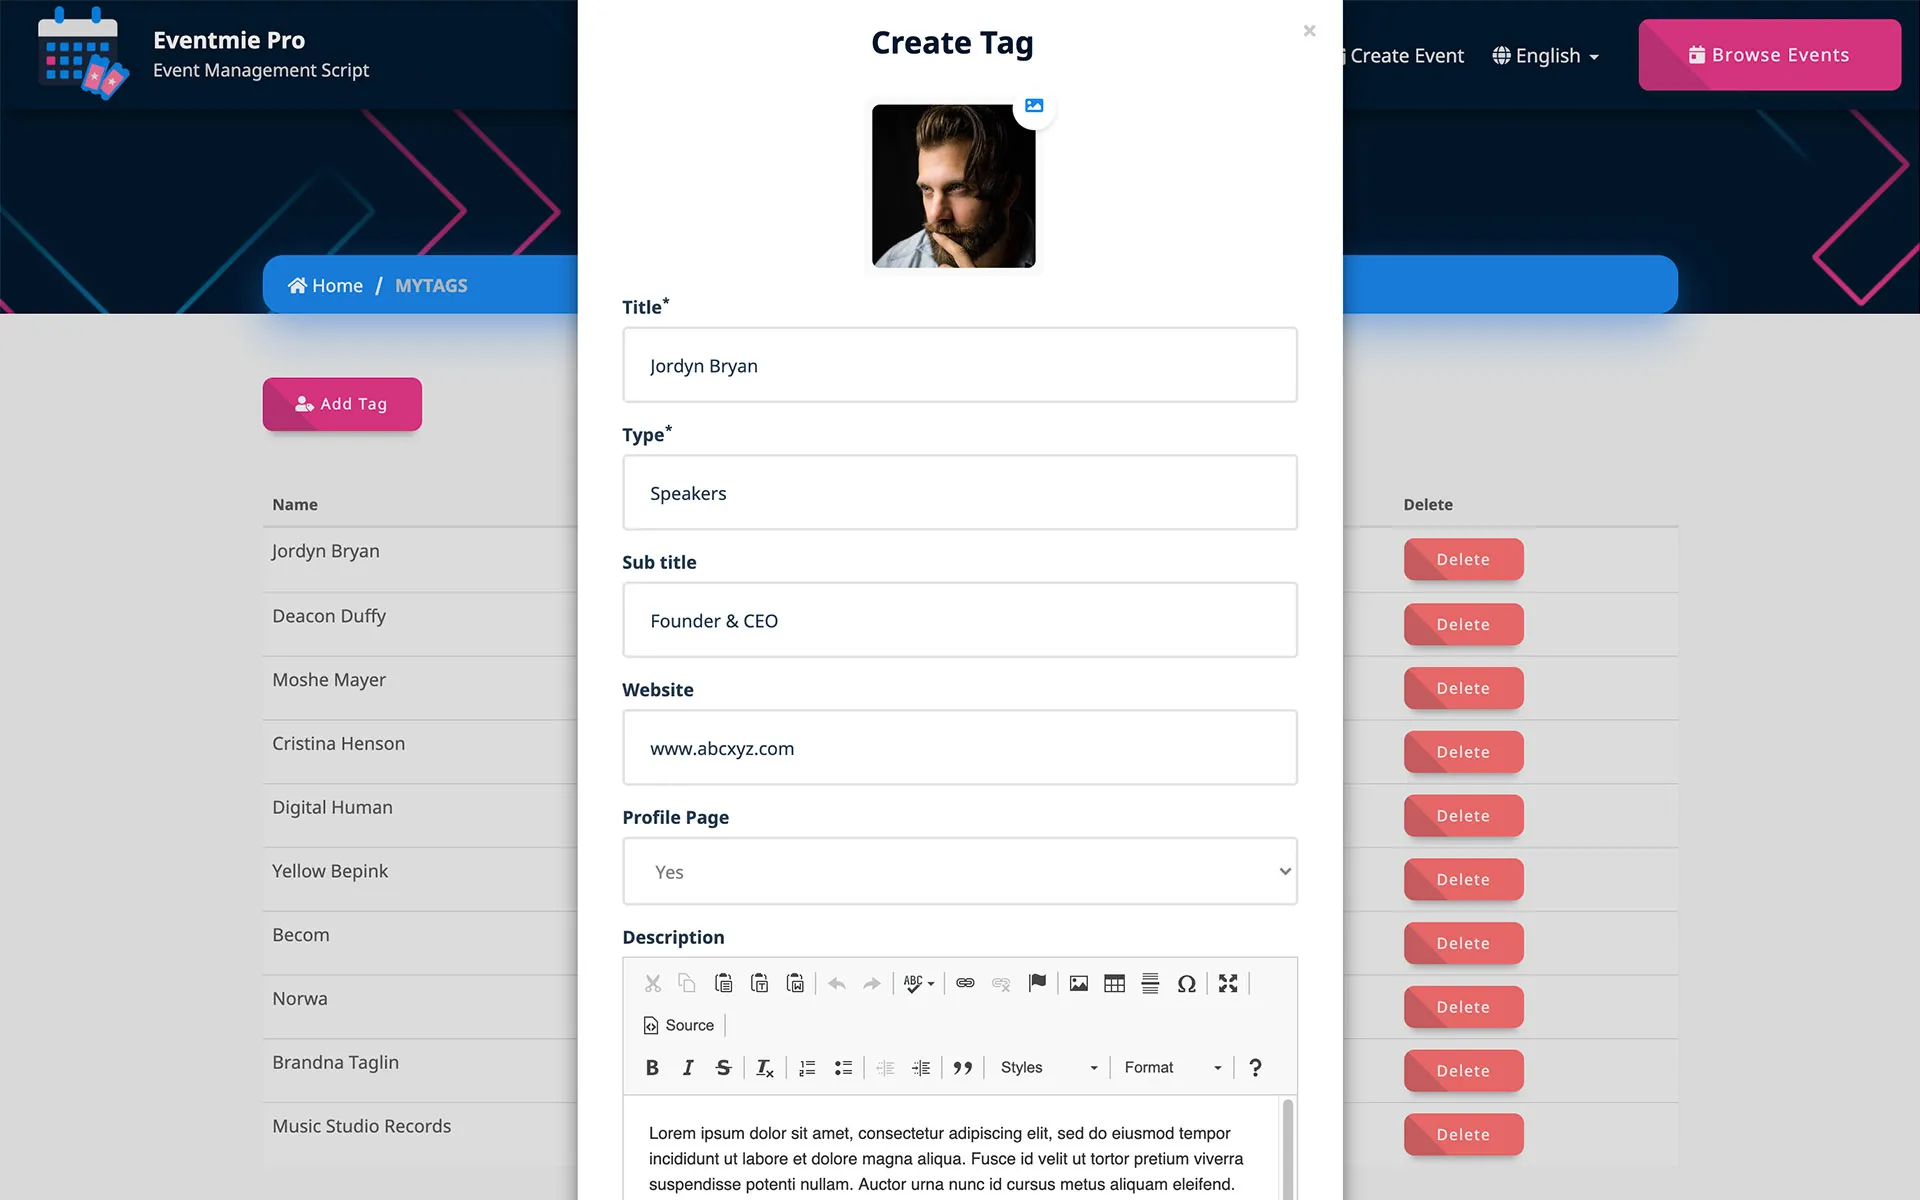 Eventmie Pro
Event Management Script
Create Event
English
Browse Events
Home / MYTAGS
Add Tag
Name
Delete
Jordyn Bryan
Delete
Deacon Duffy
Delete
Moshe Mayer
Delete
Cristina Henson
Delete
Digital Human
Delete
Yellow Bepink
Delete
Becom
Delete
Norwa
Delete
Brandna Taglin
Delete
Music Studio Records
Delete
Create Tag
×
Title*
Jordyn Bryan
Type*
Speakers
Sub title
Founder & CEO
Website
www.abcxyz.com
Profile Page
Yes
Description
ABC
Source
B I S Tx Styles Format ?
Lorem ipsum dolor sit amet, consectetur adipiscing elit, sed do eiusmod tempor
incididunt ut labore et dolore magna aliqua. Fusce id velit ut tortor pretium viverra
suspendisse potenti nullam. Auctor urna nunc id cursus metus aliquam eleifend.